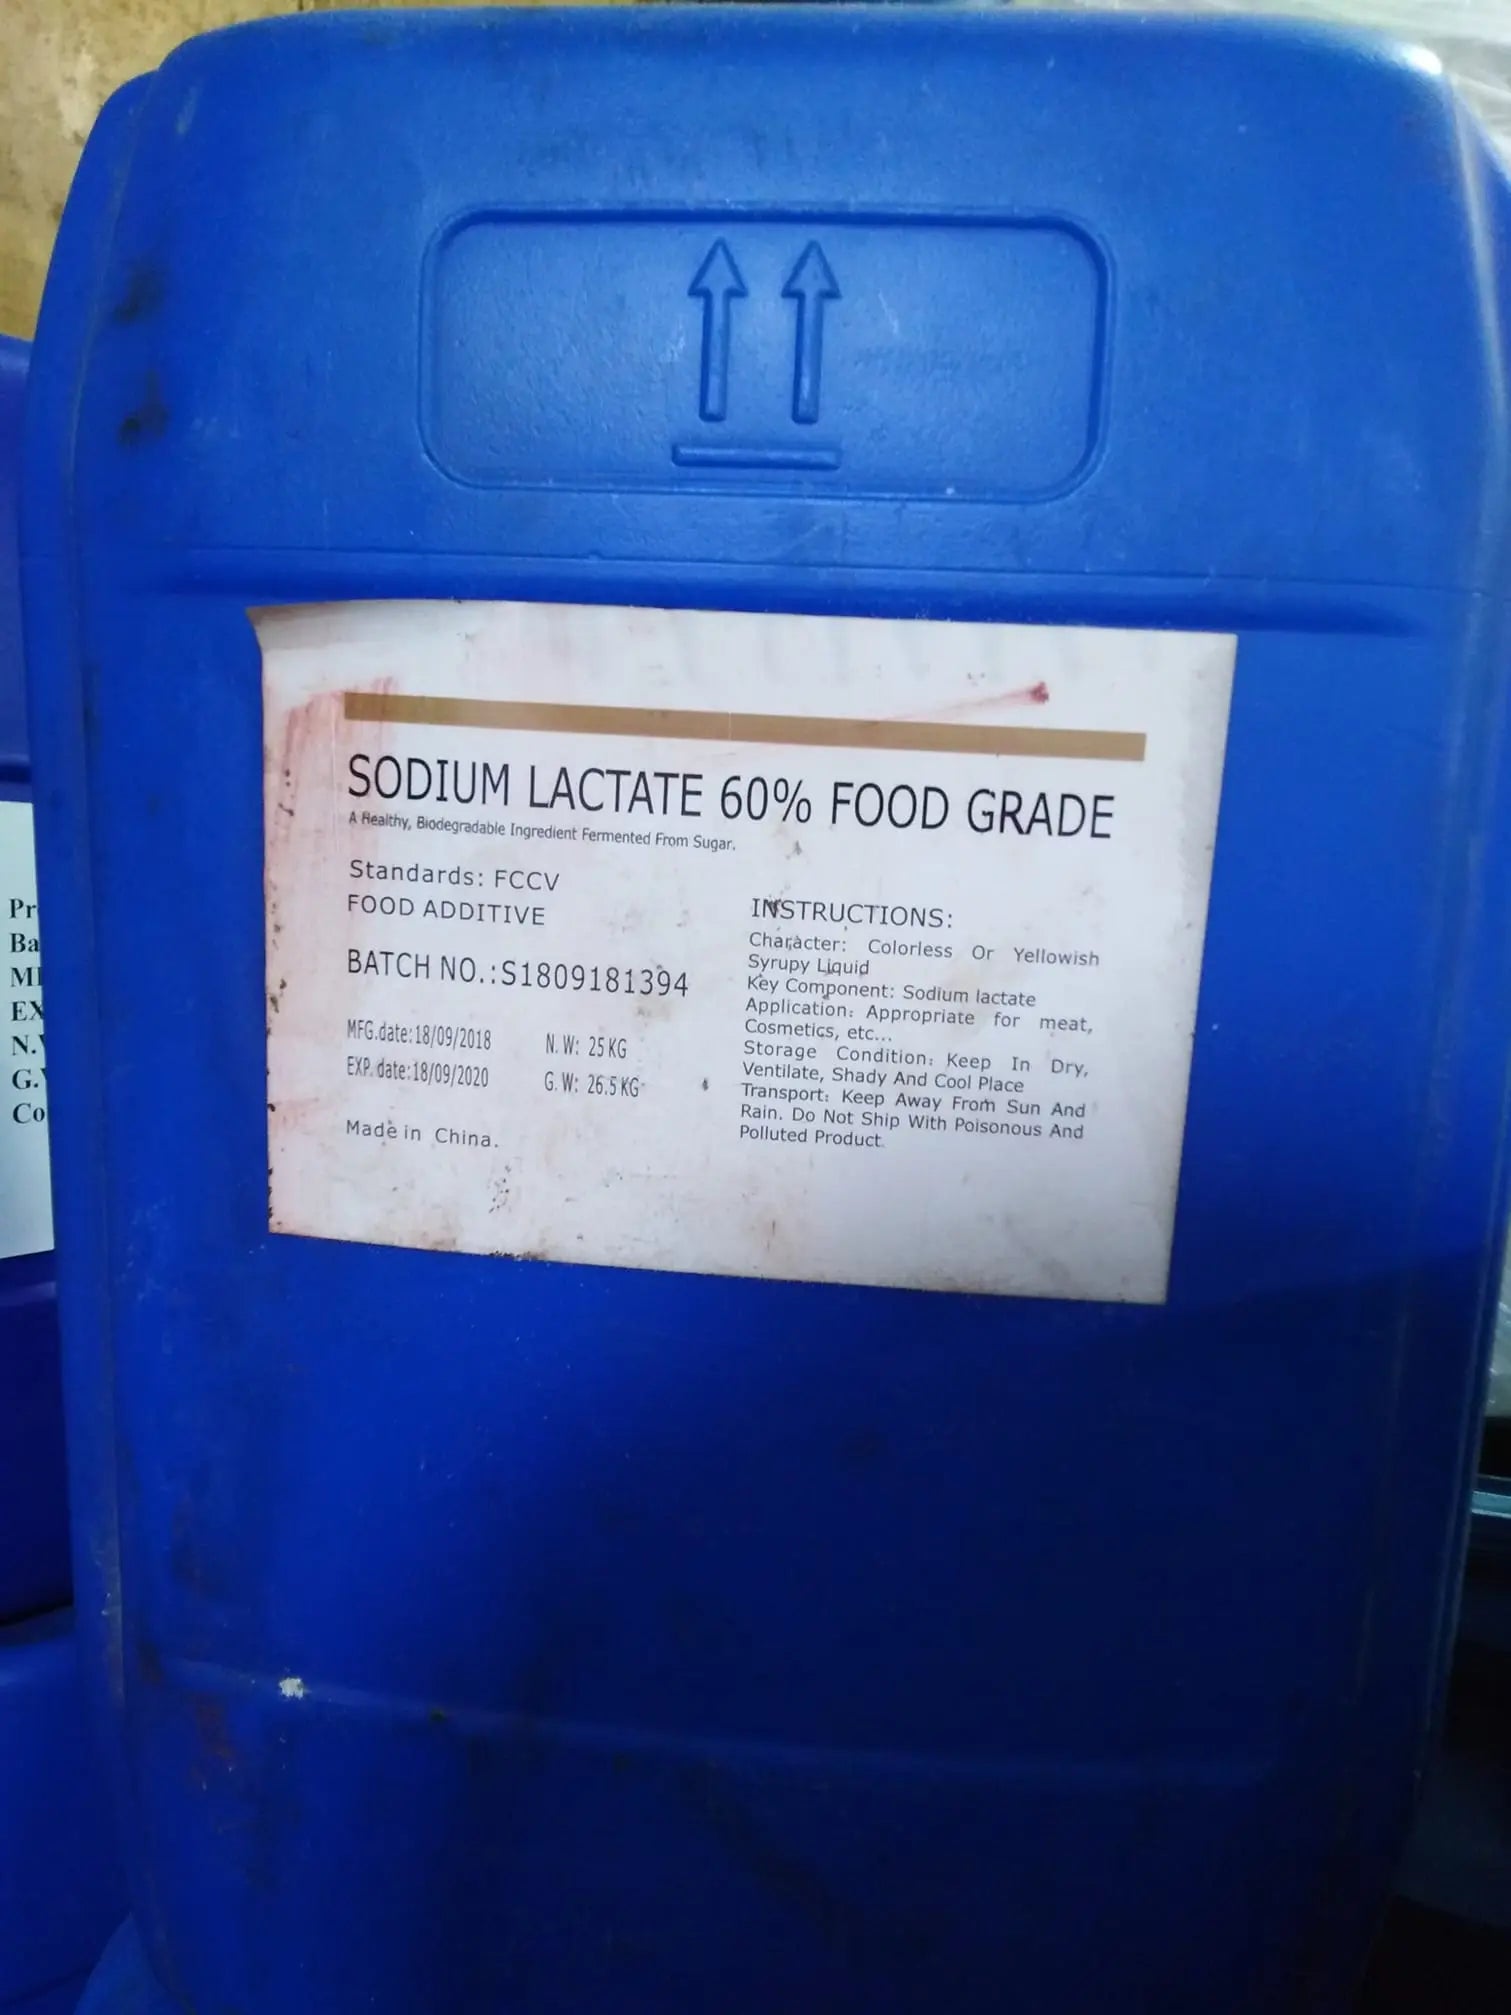 SODIUM LACTATE 60% FOOD GRADE
A Healthy, Biodegradable Ingredient Fermented From Sugar.
Standards: FCCV
FOOD ADDITIVE
BATCH NO.:S1809181394
MFG.date:18/09/2018 N.W: 25KG
EXP. date:18/09/2020 G.W: 26.5KG
Made in China.
INSTRUCTIONS:
Character: Colorless Or Yellowish
Syrupy Liquid
Key Component: Sodium lactate
Application: Appropriate for meat,
Cosmetics, etc...
Storage Condition: Keep In Dry,
Ventilate, Shady And Cool Place
Transport: Keep Away From Sun And
Rain. Do Not Ship With Poisonous And
Polluted Product.
Pr
Ba
EX
N.
G.
Co